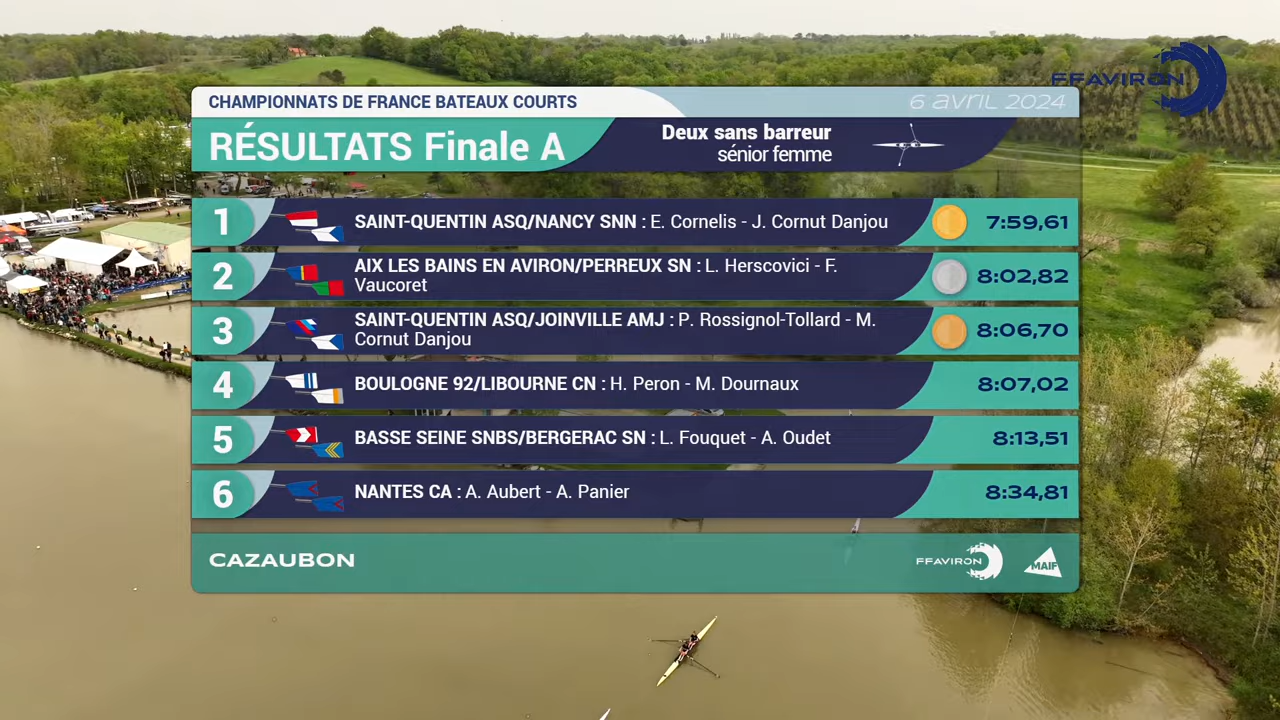 FFAVIRON
CHAMPIONNATS DE FRANCE BATEAUX COURTS
6 avril 2024
RÉSULTATS Finale A
Deux sans barreur
sénior femme
1 SAINT-QUENTIN ASQ/NANCY SNN : E. Cornelis - J. Cornut Danjou 7:59,61
2 AIX LES BAINS EN AVIRON/PERREUX SN : L. Herscovici - F.
Vaucoret 8:02,82
3 SAINT-QUENTIN ASQ/JOINVILLE AMJ : P. Rossignol-Tollard - M.
Cornut Danjou 8:06,70
4 BOULOGNE 92/LIBOURNE CN : H. Peron - M. Dournaux 8:07,02
5 BASSE SEINE SNBS/BERGERAC SN : L. Fouquet - A. Oudet 8:13,51
6 NANTES CA : A. Aubert - A. Panier 8:34,81
CAZAUBON
FFAVIRON
MAIF